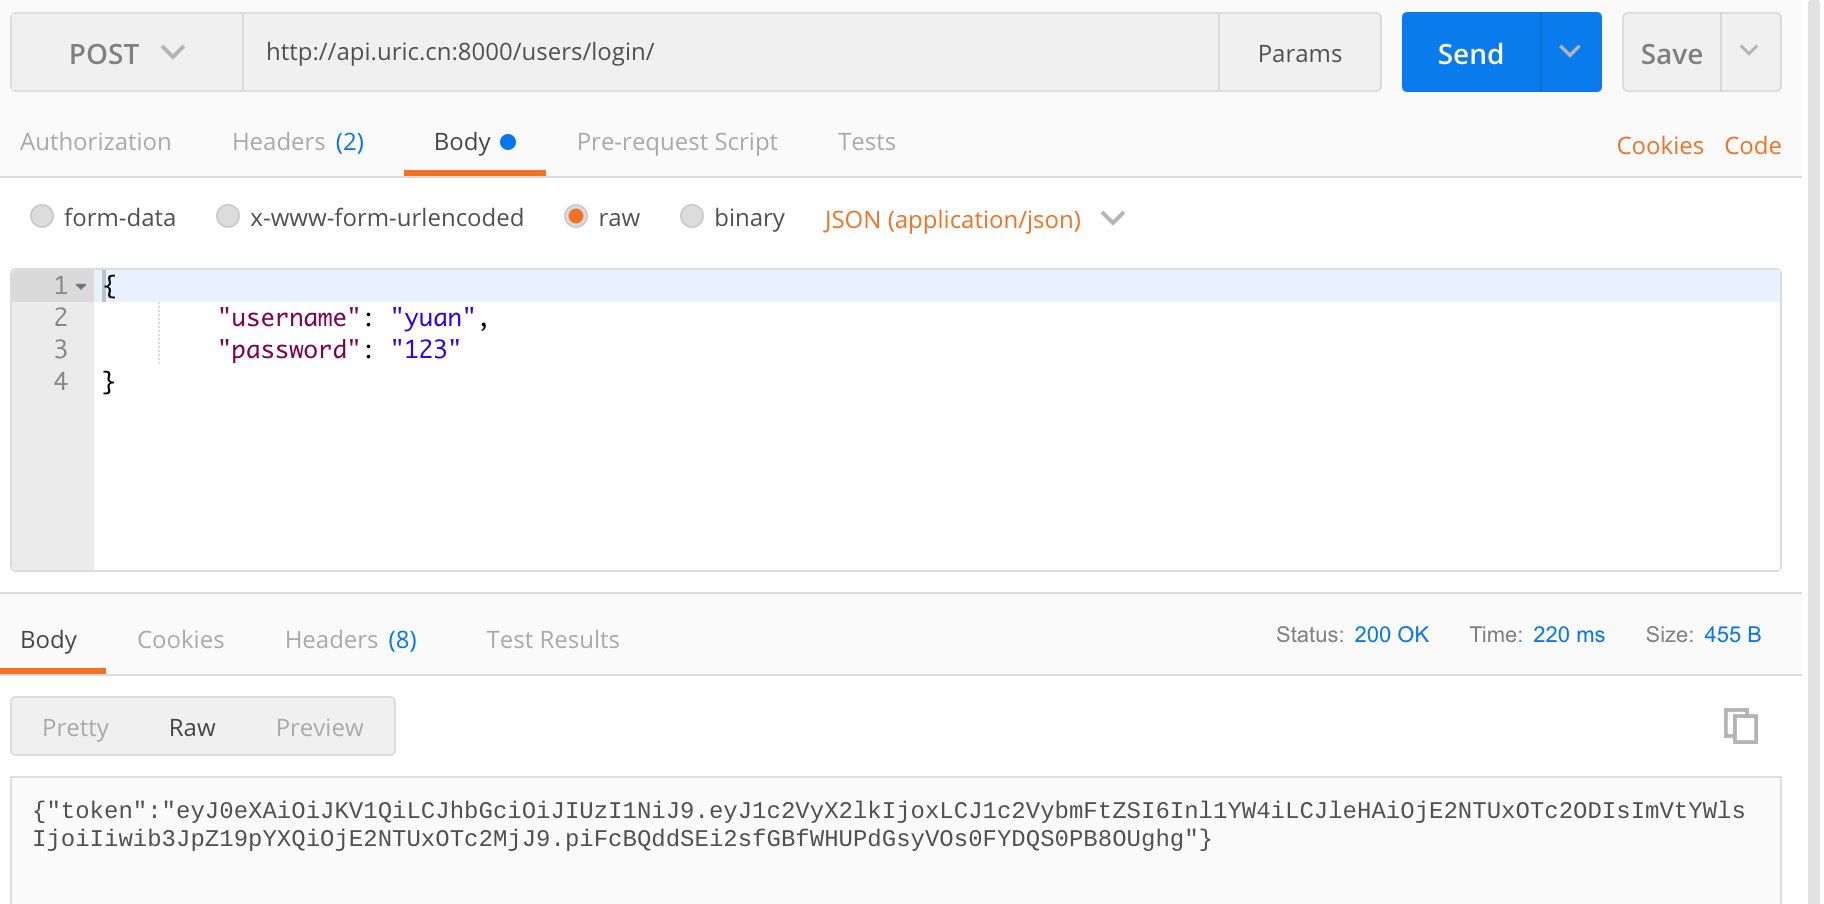 POST http://api.uric.cn:8000/users/login/ Params Send Save
Authorization Headers (2) Body Pre-request Script Tests Cookies Code
form-data x-www-form-urlencoded raw binary JSON (application/json)
1 {
2 "username": "yuan",
3 "password": "123"
4 }
Body Cookies Headers (8) Test Results Status: 200 OK Time: 220 ms Size: 455 B
Pretty Raw Preview
{"token":"eyJ0eXAiOiJKV1QiLCJhbGciOiJIUzI1NiJ9.eyJ1c2VyX2lkIjoxLCJ1c2VybmFtZSI6Inl1YW4iLCJleHAiOjE2NTUxOTc2ODIsImVtYWls
IjoiIiwib3JpZ19pYXQiOjE2NTUxOTc2MjJ9.piFcBQddSEi2sfGBfWHUPdGsyVOs0FYDQS0PB8OUghg"}